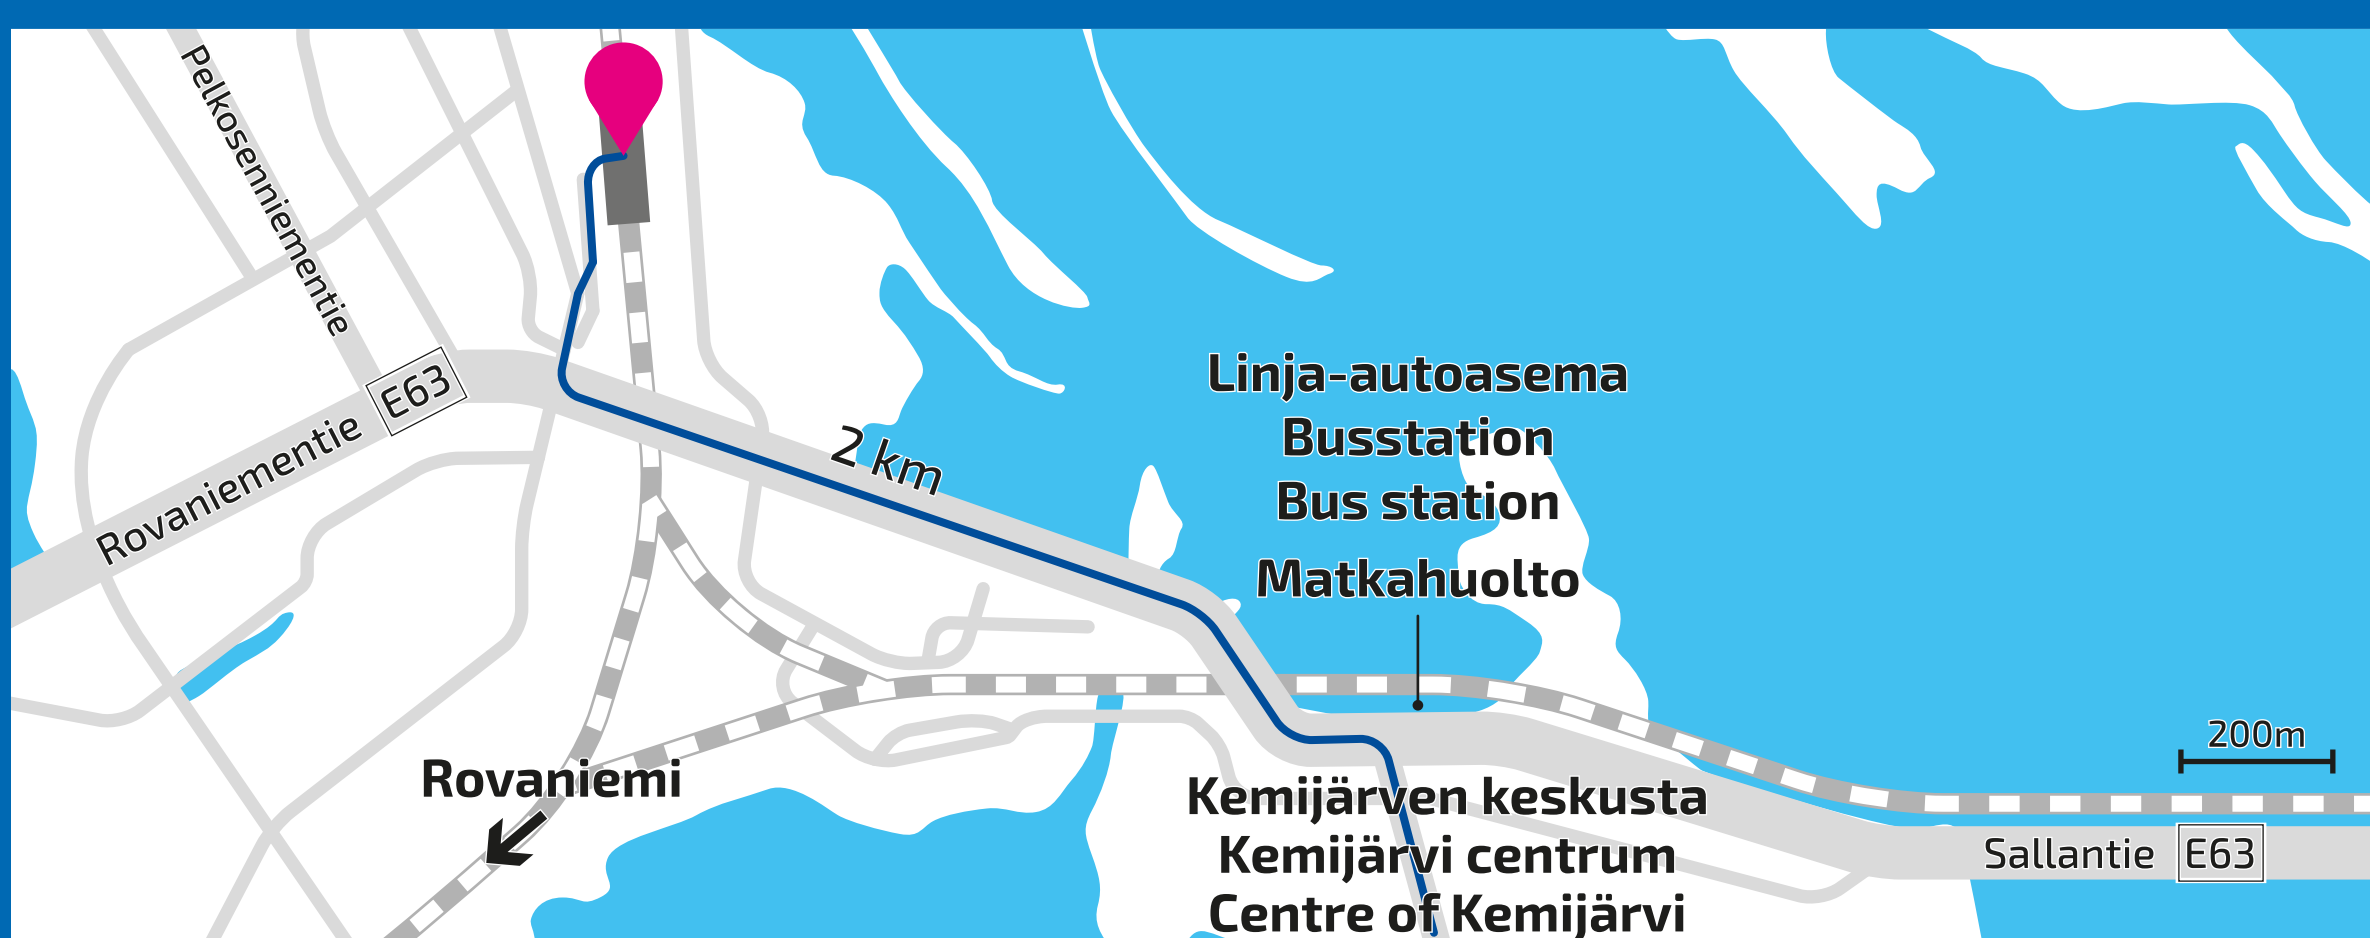 Pelkosenniementie
E63
Rovaniementie
2 km
Linja-autoasema
Busstation
Bus station
Matkahuolto
200m
Rovaniemi
Kemijärven keskusta
Kemijärvi centrum
Centre of Kemijärvi
Sallantie E63